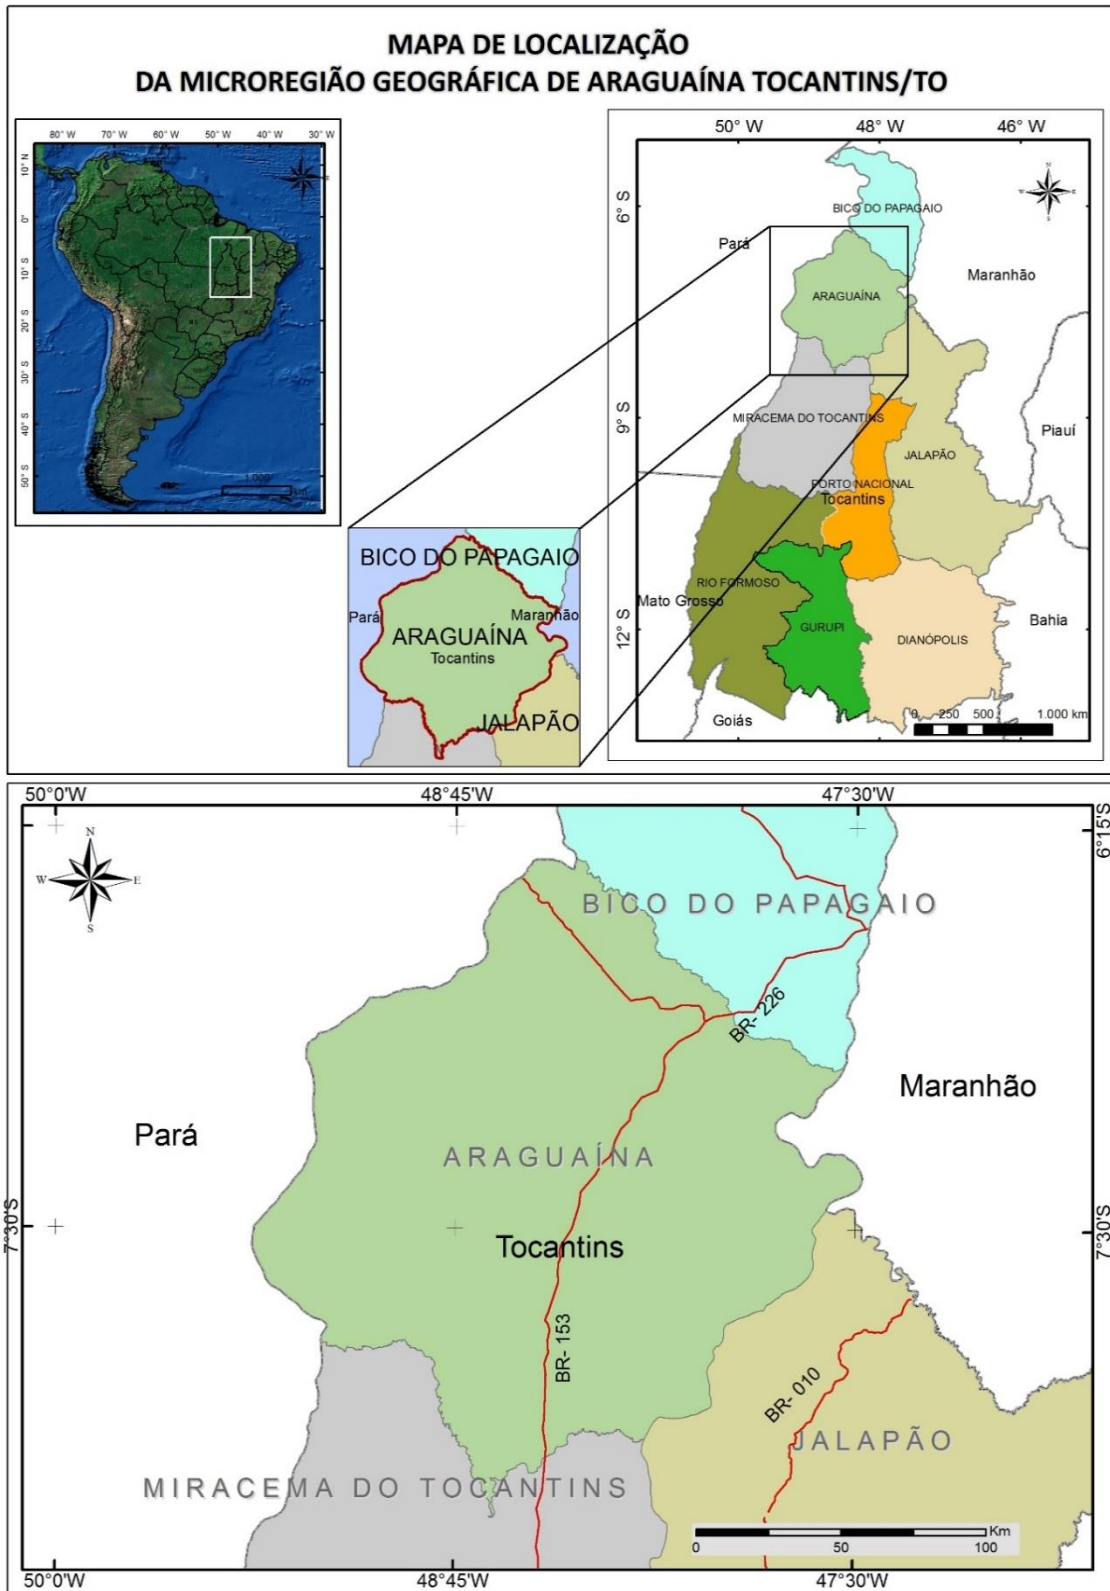 MAPA DE LOCALIZAÇÃO
DA MICROREGIÃO GEOGRÁFICA DE ARAGUAÍNA TOCANTINS/TO
80° W 70° W 60° W 50° W 40° W 30° W
10° N
0°
10° S
20° S
30° S
40° S
50° S
1.000
50° W 48° W 46° W
6° S
9° S
12° S
N
S
BICO DO PAPAGAIO
Pará
Maranhão
ARAGUAÍNA
MIRACEMA DO TOCANTINS
Piauí
JALAPÃO
PORTO NACIONAL
Tocantins
RIO FORMOSO
Mato Grosso
GURUPI
DIANÓPOLIS
Bahia
Goiás
0 250 500 1.000 km
BICO DO PAPAGAIO
Pará
Maranhão
ARAGUAÍNA
Tocantins
JALAPÃO
50°0'W 48°45'W 47°30'W
6°15'S
N
W E
S
BICO DO PAPAGAIO
BR- 226
Maranhão
Pará
ARAGUAÍNA
7°30'S
7°30'S
Tocantins
BR- 153
BR- 010
JALAPÃO
MIRACEMA DO TOCANTINS
Km
0 50 100
50°0'W 48°45'W 47°30'W